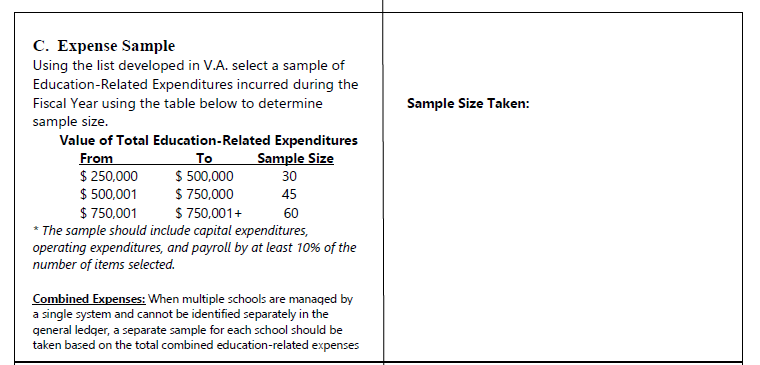 C. Expense Sample
Using the list developed in V.A. select a sample of
Education-Related Expenditures incurred during the
Fiscal Year using the table below to determine
sample size.
Value of Total Education-Related Expenditures
From To Sample Size
$ 250,000 $ 500,000 30
$ 500,001 $ 750,000 45
$ 750,001 $ 750,001+ 60
* The sample should include capital expenditures,
operating expenditures, and payroll by at least 10% of the
number of items selected.
Combined Expenses: When multiple schools are managed by
a single system and cannot be identified separately in the
general ledger, a separate sample for each school should be
taken based on the total combined education-related expenses
Sample Size Taken: